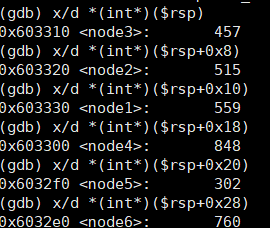 (gdb) x/d *(int*)($rsp)
0x603310 <node3>: 457
(gdb) x/d *(int*)($rsp+0x8)
0x603320 <node2>: 515
(gdb) x/d *(int*)($rsp+0x10)
0x603330 <node1>: 559
(gdb) x/d *(int*)($rsp+0x18)
0x603300 <node4>: 848
(gdb) x/d *(int*)($rsp+0x20)
0x6032f0 <node5>: 302
(gdb) x/d *(int*)($rsp+0x28)
0x6032e0 <node6>: 760